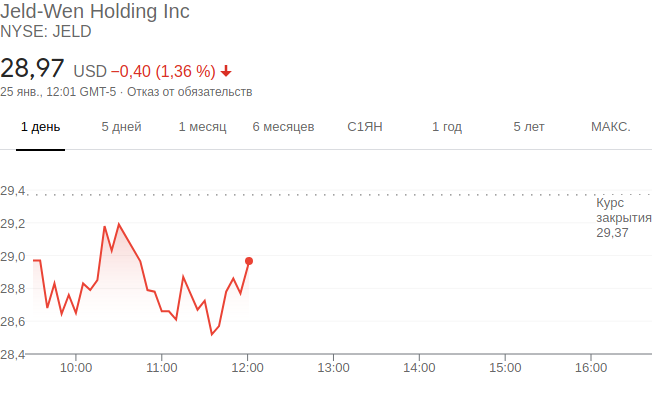 Jeld-Wen Holding Inc
NYSE: JELD
28,97 USD −0,40 (1,36 %)
25 янв., 12:01 GMT-5 · Отказ от обязательств
1 день 5 дней 1 месяц 6 месяцев С1ЯН 1 год 5 лет МАКС.
29,4
Курс
закрытия
29,37
29,2
29,0
28,8
28,6
28,4
10:00 11:00 12:00 13:00 14:00 15:00 16:00